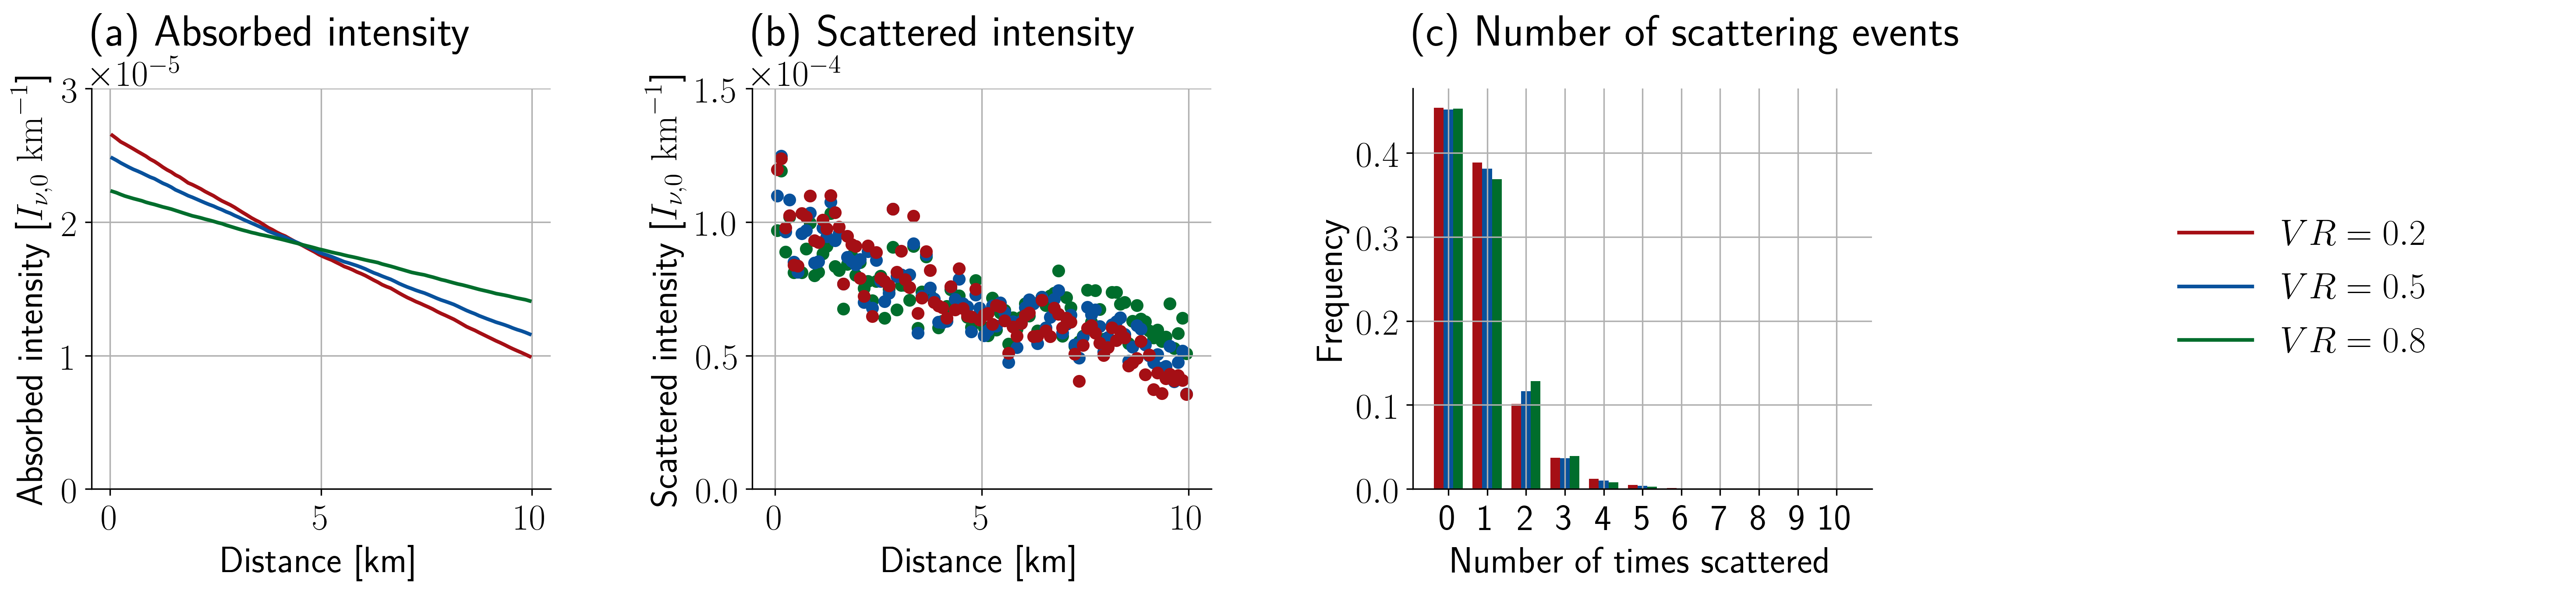 (a) Absorbed intensity
×10⁻⁵
Absorbed intensity [I_{ν,0} km⁻¹]
3
2
1
0
0 5 10
Distance [km]
(b) Scattered intensity
×10⁻⁴
Scattered intensity [I_{ν,0} km⁻¹]
1.5
1.0
0.5
0.0
0 5 10
Distance [km]
(c) Number of scattering events
Frequency
0.4
0.3
0.2
0.1
0.0
0 1 2 3 4 5 6 7 8 9 10
Number of times scattered
VR = 0.2
VR = 0.5
VR = 0.8